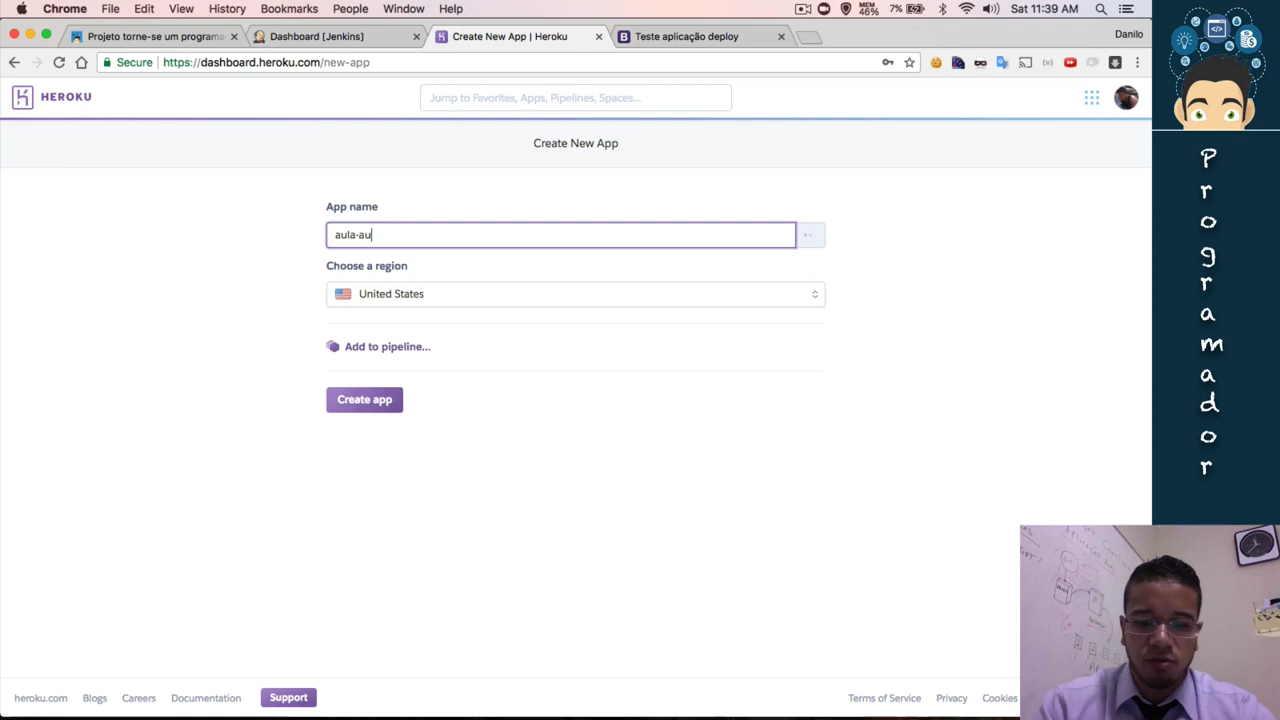 Chrome File Edit View History Bookmarks People Window Help MEM 46% 7% Sat 11:39 AM
Projeto torne-se um programa Dashboard [Jenkins] Create New App | Heroku Teste aplicação deploy Danilo
Secure https://dashboard.heroku.com/new-app
HEROKU Jump to Favorites, Apps, Pipelines, Spaces...
Create New App
App name
aula-au
Choose a region
United States
Add to pipeline...
Create app
heroku.com Blogs Careers Documentation Support Terms of Service Privacy Cookies
P
r
o
g
r
a
m
a
d
o
r